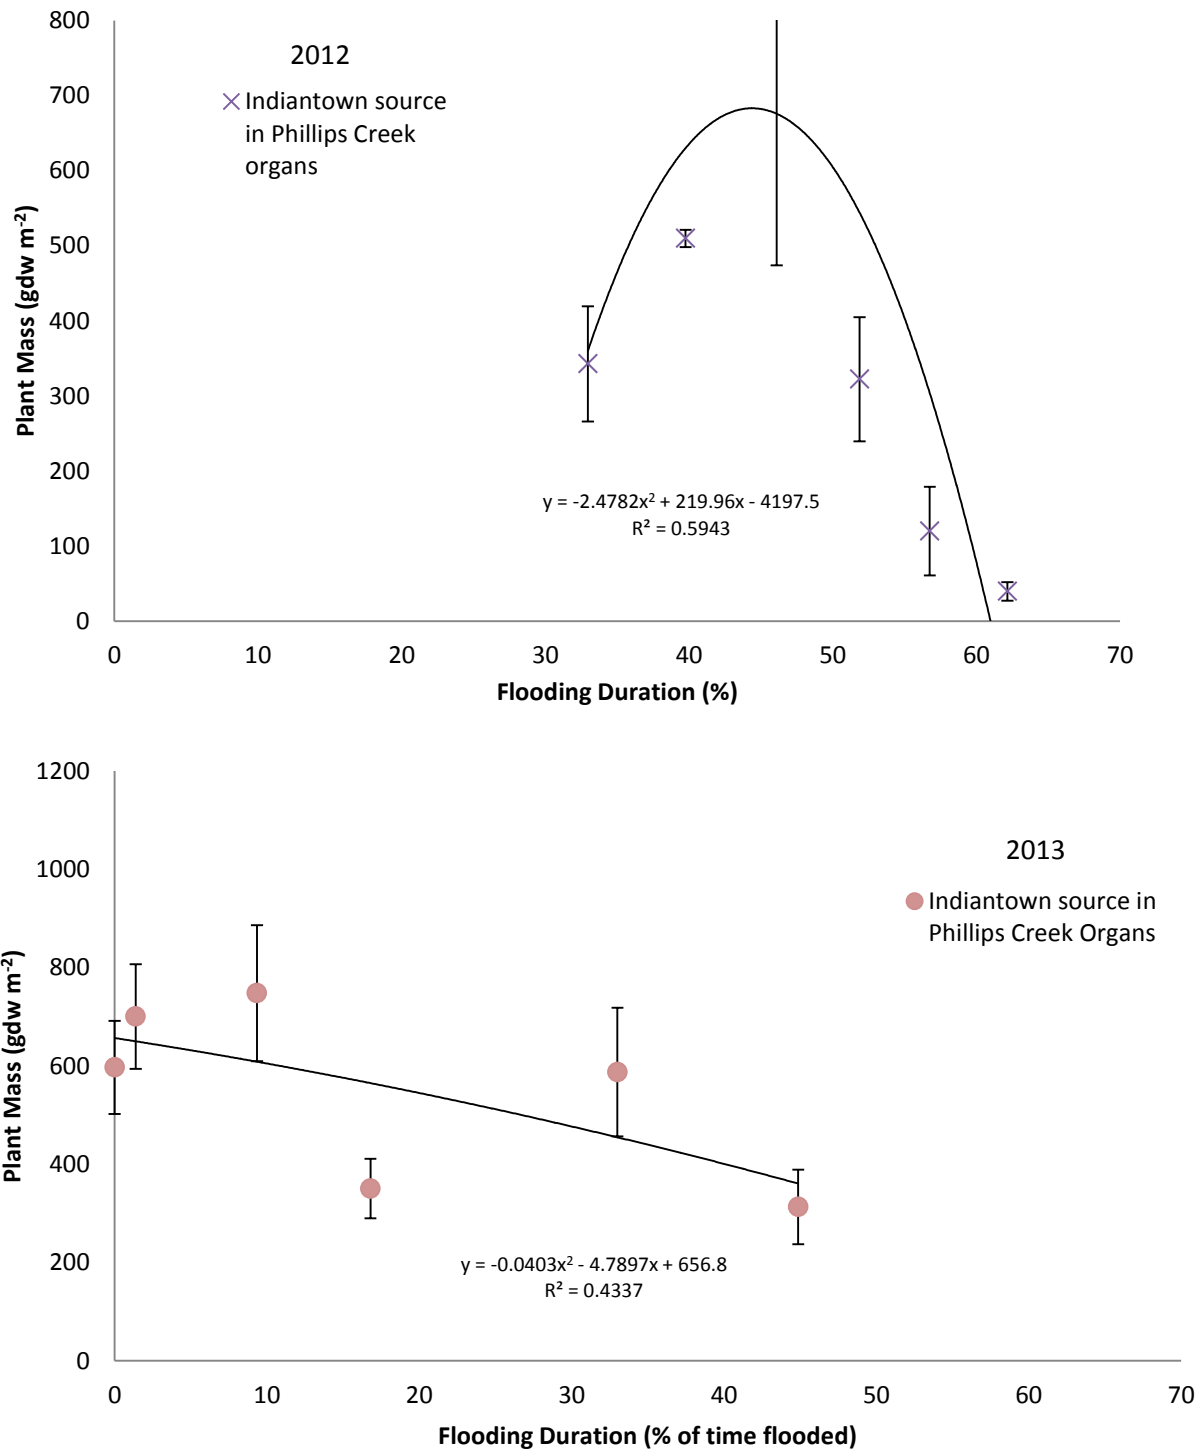 800
2012
700
Indiantown source
in Phillips Creek
organs
600
500
400
300
200
100
0
Plant Mass (gdw m⁻²)
y = -2.4782x² + 219.96x - 4197.5
R² = 0.5943
0 10 20 30 40 50 60 70
Flooding Duration (%)
1200
2013
1000
Indiantown source in
Phillips Creek Organs
800
600
400
200
0
Plant Mass (gdw m⁻²)
y = -0.0403x² - 4.7897x + 656.8
R² = 0.4337
0 10 20 30 40 50 60 70
Flooding Duration (% of time flooded)